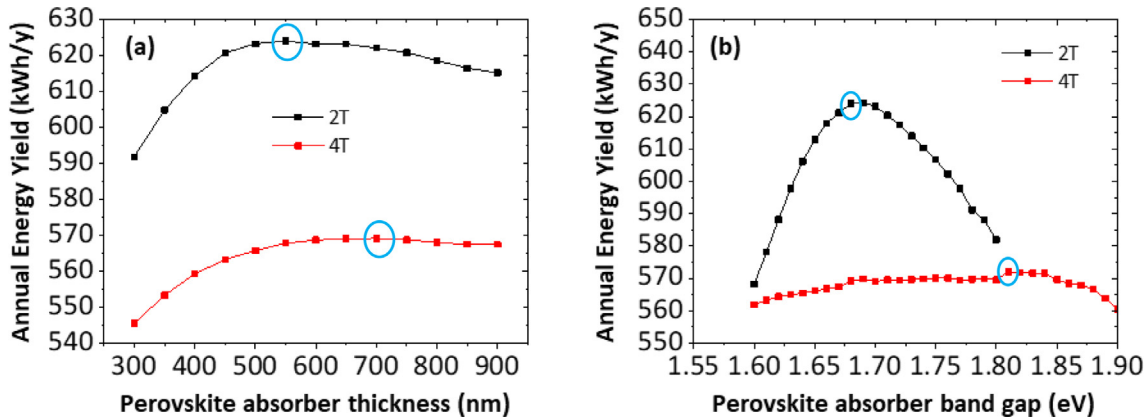 (a)
Annual Energy Yield (kWh/y)
630
620
610
600
590
580
570
560
550
540
2T
4T
300 400 500 600 700 800 900
Perovskite absorber thickness (nm)
(b)
Annual Energy Yield (kWh/y)
650
640
630
620
610
600
590
580
570
560
550
2T
4T
1.55 1.60 1.65 1.70 1.75 1.80 1.85 1.90
Perovskite absorber band gap (eV)